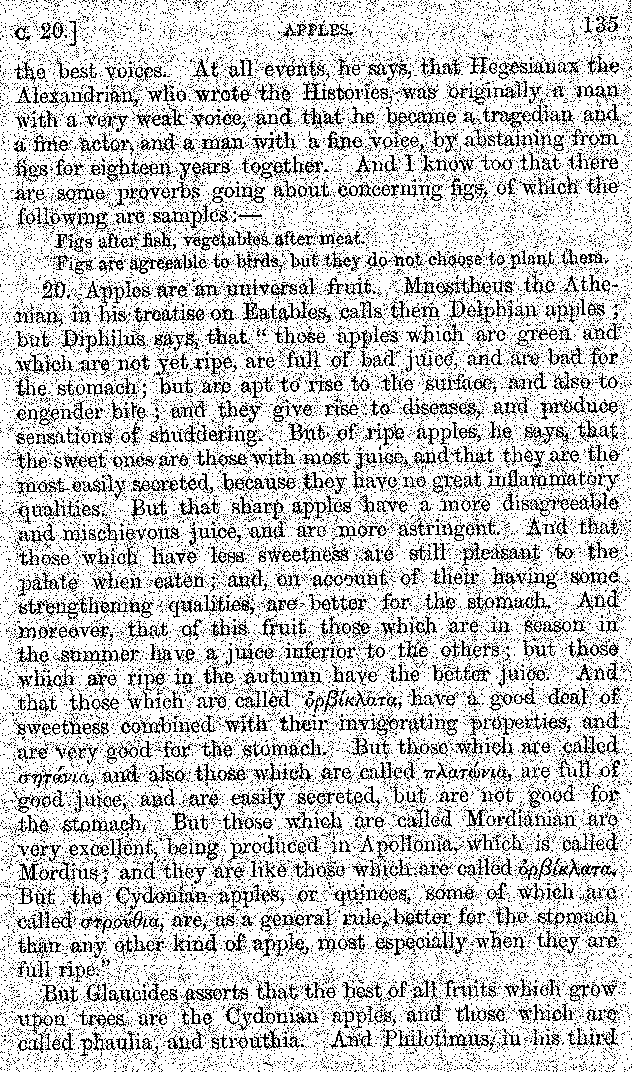 C. 20.] APPLES. 135
the best voices. At all events, he says, that Hegesianax the
Alexandrian, who wrote the Histories, was originally a man
with a very weak voice, and that he became a tragedian and
a fine actor, and a man with a fine voice, by abstaining from
figs for eighteen years together. And I know too that there
are some proverbs going about concerning figs, of which the
following are samples:—
Figs after fish, vegetables after meat.
Figs are agreeable to birds, but they do not choose to plant them.
20. Apples are an universal fruit. Mnesitheus the Athe-
nian, in his treatise on Eatables, calls them Delphian apples;
but Diphilus says, that "those apples which are green and
which are not yet ripe, are full of bad juice, and are bad for
the stomach; but are apt to rise to the surface, and also to
engender bile; and they give rise to diseases, and produce
sensations of shuddering. But of ripe apples, he says, that
the sweet ones are those with most juice, and that they are the
most easily secreted, because they have no great inflammatory
qualities. But that sharp apples have a more disagreeable
and mischievous juice, and are more astringent. And that
those which have less sweetness are still pleasant to the
palate when eaten; and, on account of their having some
strengthening qualities, are better for the stomach. And
moreover, that of this fruit those which are in season in
the summer have a juice inferior to the others; but those
which are ripe in the autumn have the better juice. And
that those which are called ὀρβίκλατα, have a good deal of
sweetness combined with their invigorating properties, and
are very good for the stomach. But those which are called
σητάνια, and also those which are called πλατώνια, are full of
good juice, and are easily secreted, but are not good for
the stomach. But those which are called Mordianian are
very excellent, being produced in Apollonia, which is called
Mordius; and they are like those which are called ὀρβίκλατα.
But the Cydonian apples, or quinces, some of which are
called στρούθια, are, as a general rule, better for the stomach
than any other kind of apple, most especially when they are
full ripe."
But Glaucides asserts that the best of all fruits which grow
upon trees are the Cydonian apples, and those which are
called phaulia, and strouthia. And Philotimus, in his third